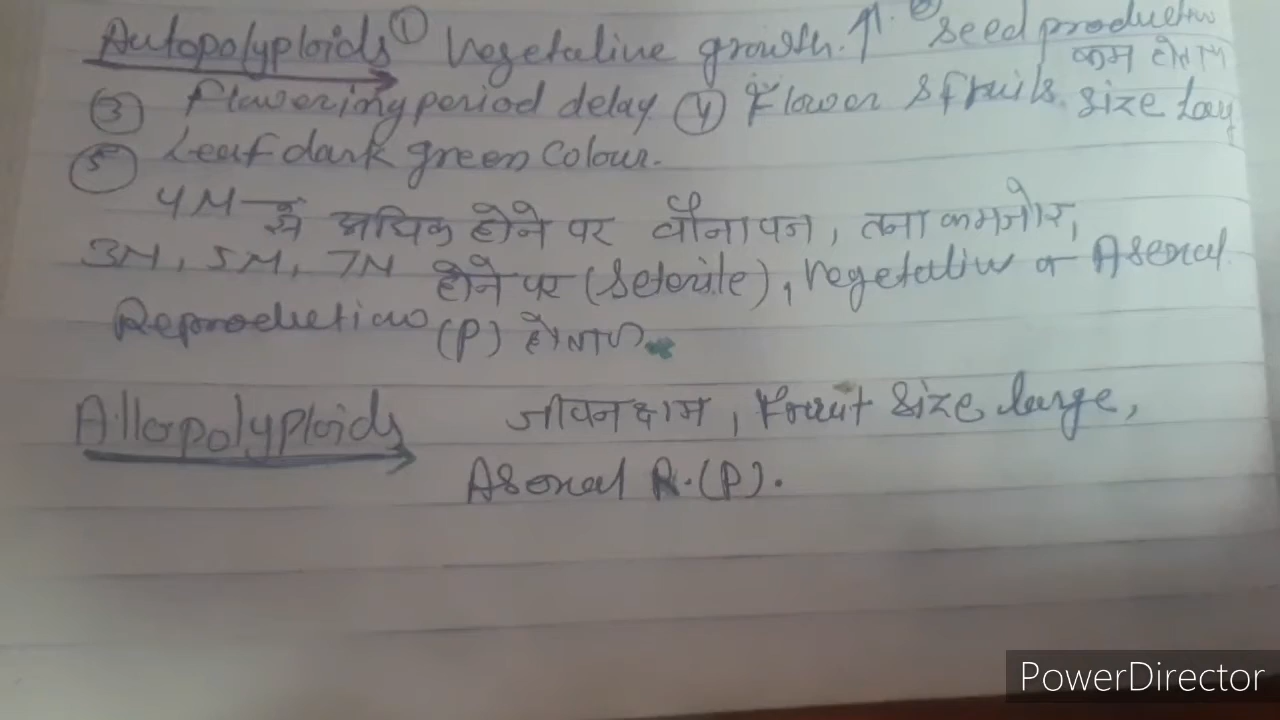 Autopolyploids ① Vegetative growth ↑. ② Seed production
कम होता
③ Flowering period delay ④ Flower & fruits size
⑤ Leaf dark green colour.
4N से अधिक होने पर बौनापन, तना कमजोर,
3N, 5N, 7N होने पर (Seterile), vegetative or Asexual
Reproduction (P) होता
Allopolyploids जीवनक्षम, Fruit size large,
Asexual R. (P).
PowerDirector